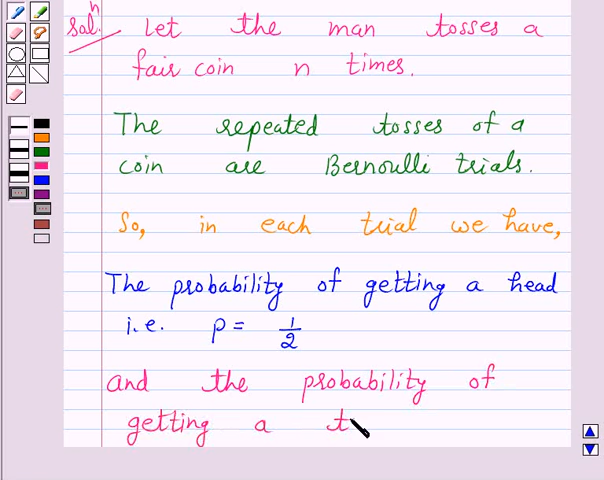 Solⁿ. Let the man tosses a
fair coin n times.
The repeated tosses of a
coin are Bernoulli trials.
So, in each trial we have,
The probability of getting a head
i.e. p = 1/2
and the probability of
getting a t